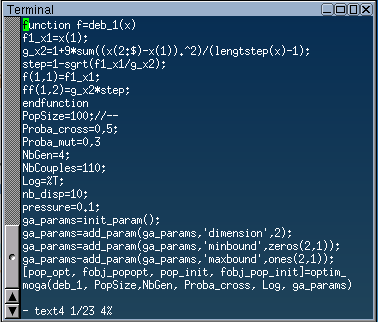 Terminal
function f=deb_1(x)
f1_x1=x(1);
g_x2=1+9*sum((x(2;$)-x(1)).^2)/(lengtstep(x)-1);
step=1-sgrt(f1_x1/g_x2);
f(1,1)=f1_x1;
ff(1,2)=g_x2*step;
endfunction
PopSize=100;//--
Proba_cross=0,5;
Proba_mut=0,3
NbGen=4;
NbCouples=110;
Log=%T;
nb_disp=10;
pressure=0.1;
ga_params=init_param();
ga_params=add_param(ga_params,'dimension',2);
ga_params=add_param(ga_params,'minbound',zeros(2,1));
ga_params-add_param(ga_params,'maxbound',ones(2,1));
[pop_opt, fobj_popopt, pop_init, fobj_pop_init]=optim_
moga(deb_1, PopSize,NbGen, Proba_cross, Log, ga_params)
- text4 1/23 4%